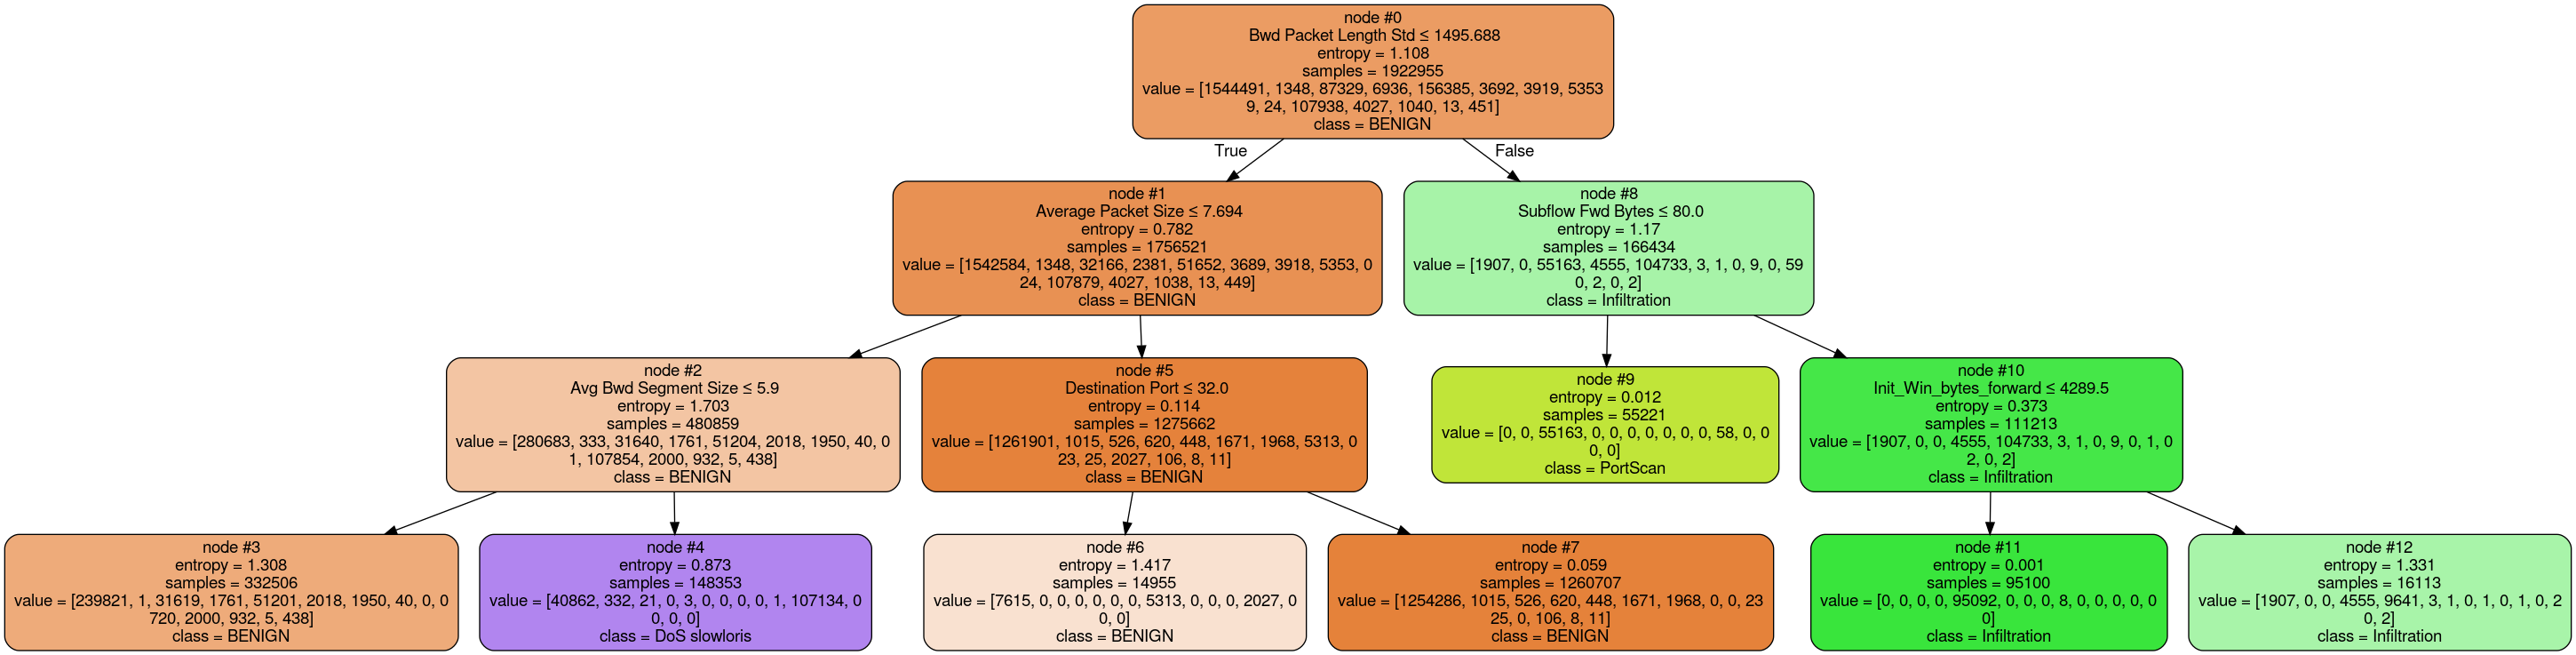 node #0
Bwd Packet Length Std ≤ 1495.688
entropy = 1.108
samples = 1922955
value = [1544491, 1348, 87329, 6936, 156385, 3692, 3919, 5353
9, 24, 107938, 4027, 1040, 13, 451]
class = BENIGN
True
False
node #1
Average Packet Size ≤ 7.694
entropy = 0.782
samples = 1756521
value = [1542584, 1348, 32166, 2381, 51652, 3689, 3918, 5353, 0
24, 107879, 4027, 1038, 13, 449]
class = BENIGN
node #8
Subflow Fwd Bytes ≤ 80.0
entropy = 1.17
samples = 166434
value = [1907, 0, 55163, 4555, 104733, 3, 1, 0, 9, 0, 59
0, 2, 0, 2]
class = Infiltration
node #2
Avg Bwd Segment Size ≤ 5.9
entropy = 1.703
samples = 480859
value = [280683, 333, 31640, 1761, 51204, 2018, 1950, 40, 0
1, 107854, 2000, 932, 5, 438]
class = BENIGN
node #5
Destination Port ≤ 32.0
entropy = 0.114
samples = 1275662
value = [1261901, 1015, 526, 620, 448, 1671, 1968, 5313, 0
23, 25, 2027, 106, 8, 11]
class = BENIGN
node #9
entropy = 0.012
samples = 55221
value = [0, 0, 55163, 0, 0, 0, 0, 0, 0, 0, 58, 0, 0
0, 0]
class = PortScan
node #10
Init_Win_bytes_forward ≤ 4289.5
entropy = 0.373
samples = 111213
value = [1907, 0, 0, 4555, 104733, 3, 1, 0, 9, 0, 1, 0
2, 0, 2]
class = Infiltration
node #3
entropy = 1.308
samples = 332506
value = [239821, 1, 31619, 1761, 51201, 2018, 1950, 40, 0, 0
720, 2000, 932, 5, 438]
class = BENIGN
node #4
entropy = 0.873
samples = 148353
value = [40862, 332, 21, 0, 3, 0, 0, 0, 0, 1, 107134, 0
0, 0, 0]
class = DoS slowloris
node #6
entropy = 1.417
samples = 14955
value = [7615, 0, 0, 0, 0, 0, 0, 5313, 0, 0, 0, 2027, 0
0, 0]
class = BENIGN
node #7
entropy = 0.059
samples = 1260707
value = [1254286, 1015, 526, 620, 448, 1671, 1968, 0, 0, 23
25, 0, 106, 8, 11]
class = BENIGN
node #11
entropy = 0.001
samples = 95100
value = [0, 0, 0, 0, 95092, 0, 0, 0, 8, 0, 0, 0, 0, 0
0]
class = Infiltration
node #12
entropy = 1.331
samples = 16113
value = [1907, 0, 0, 4555, 9641, 3, 1, 0, 1, 0, 1, 0, 2
0, 2]
class = Infiltration